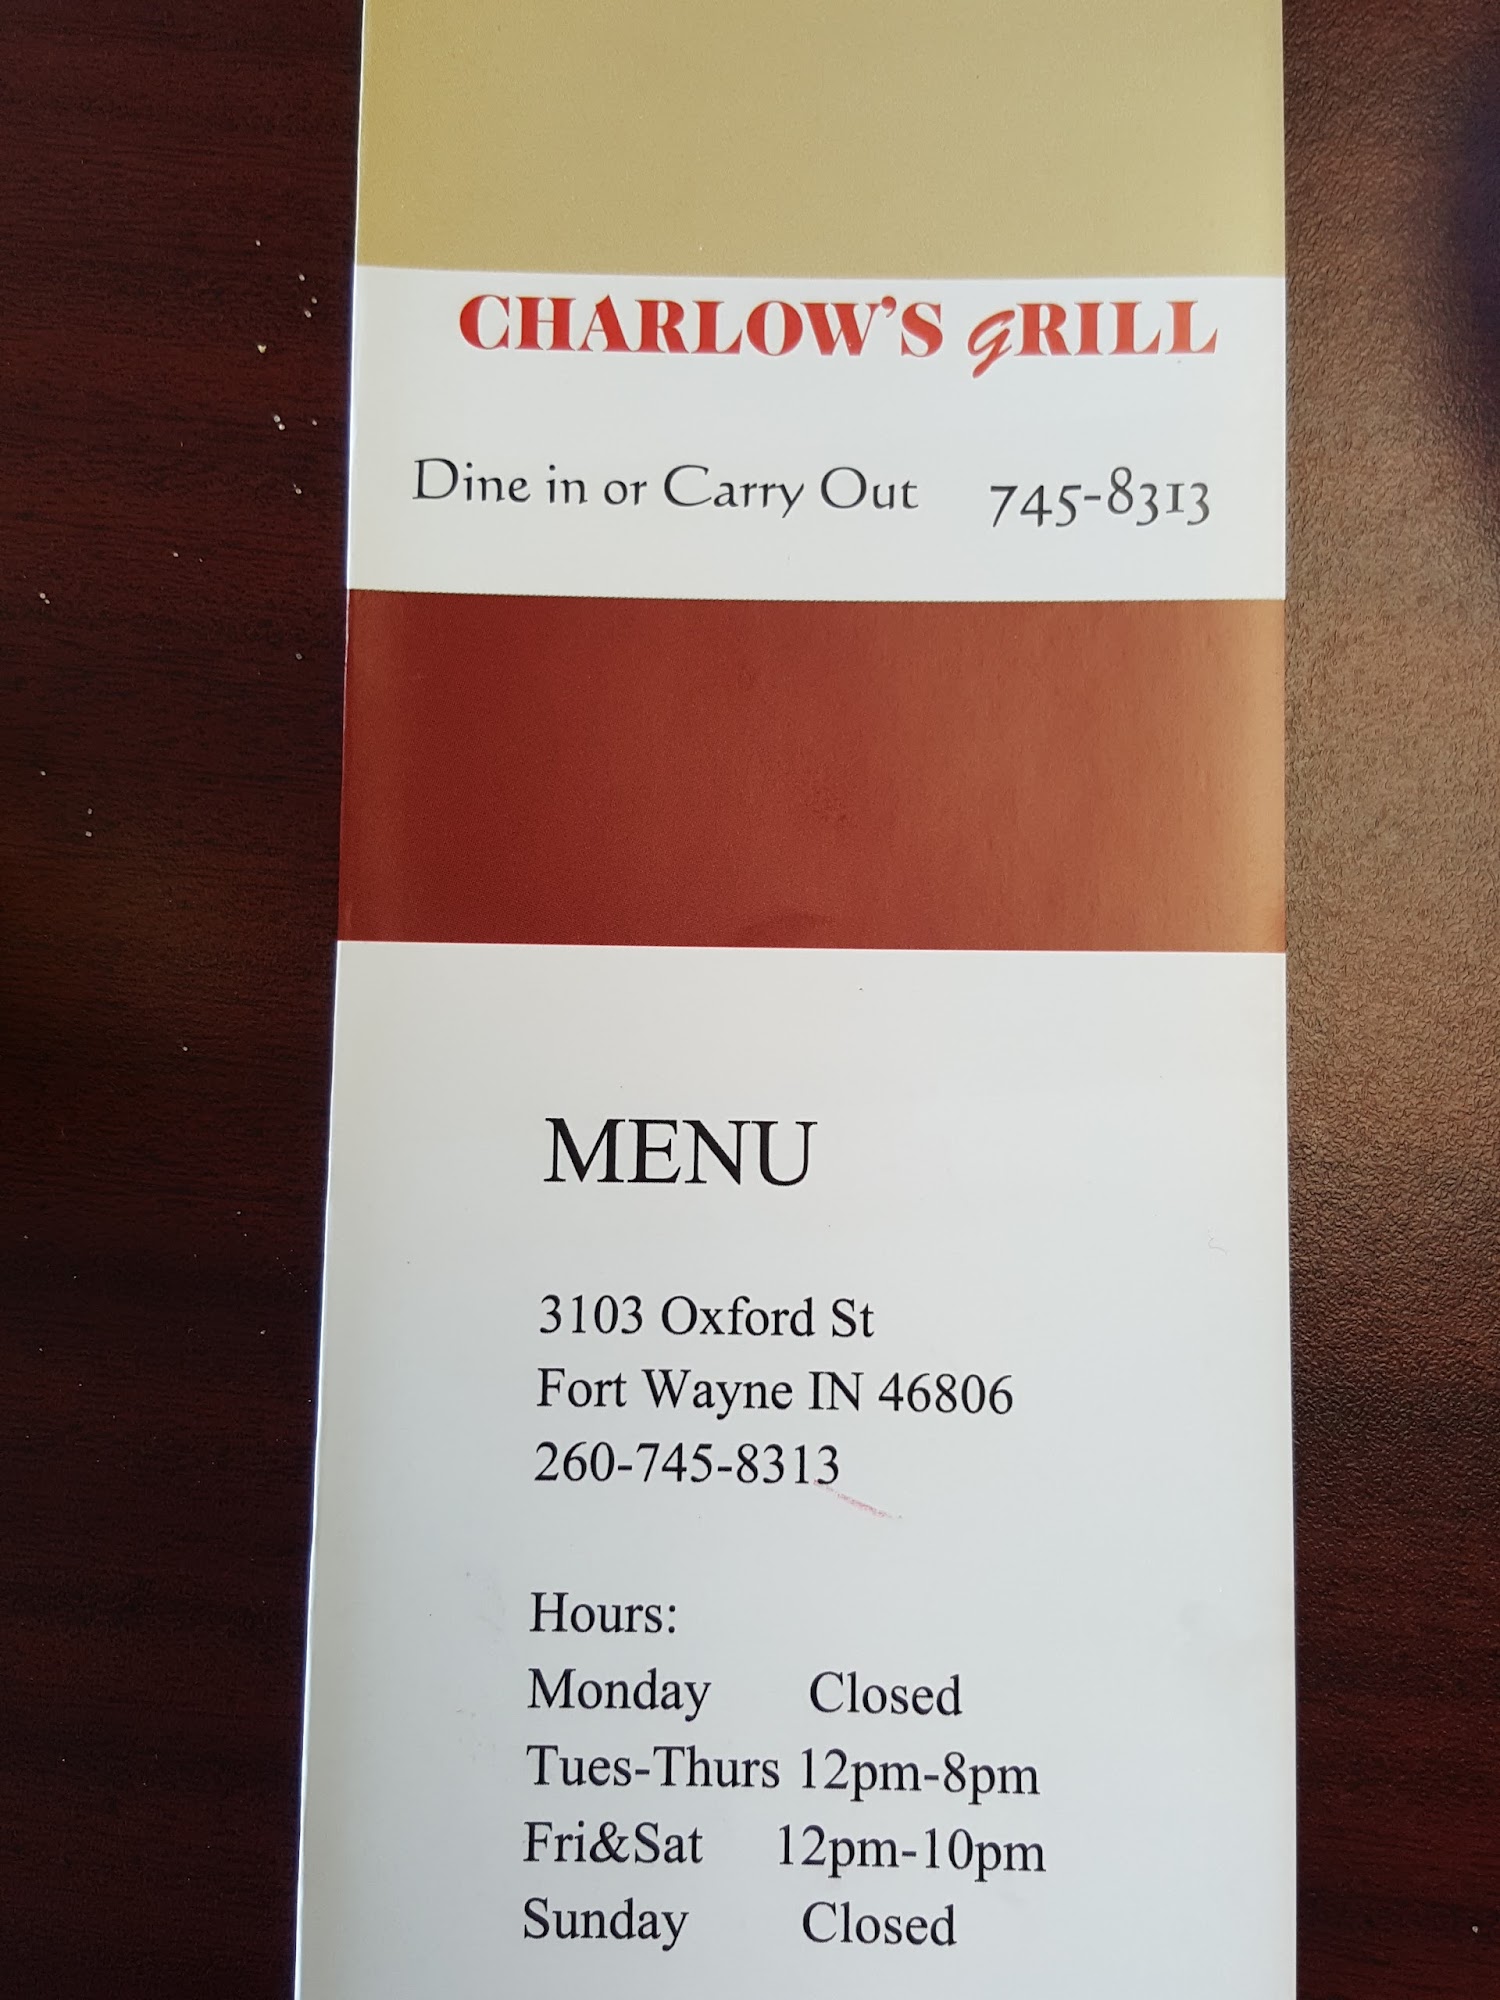 CHARLOW'S gRILL
Dine in or Carry Out 745-8313
MENU
3103 Oxford St
Fort Wayne IN 46806
260-745-8313
Hours:
Monday Closed
Tues-Thurs 12pm-8pm
Fri&Sat 12pm-10pm
Sunday Closed